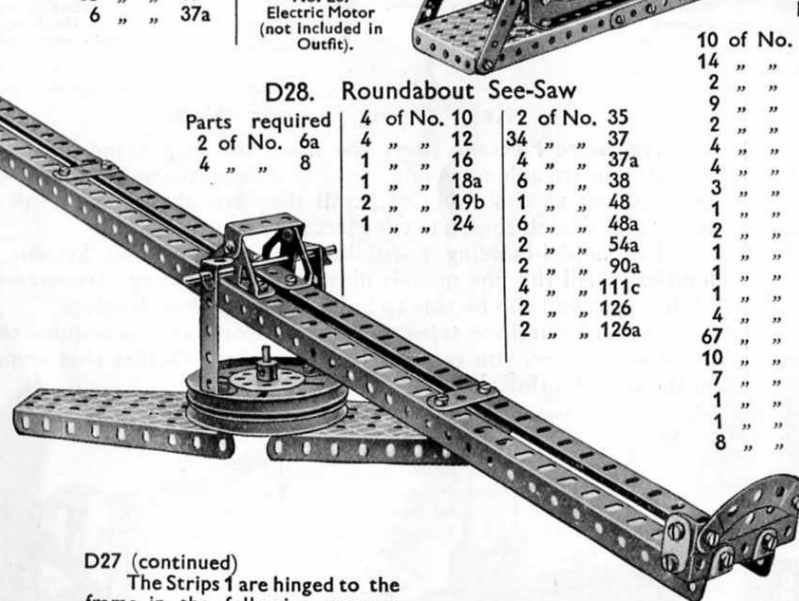 6 „ „ 37a
Electric Motor
(not included in
Outfit).
D28. Roundabout See-Saw
Parts required
2 of No. 6a
4 „ „ 8
4 of No. 10
4 „ „ 12
1 „ „ 16
1 „ „ 18a
1 „ „ 19b
1 „ „ 24
2 of No. 35
34 „ „ 37
4 „ „ 37a
6 „ „ 38
1 „ „ 48
6 „ „ 48a
2 „ „ 54a
2 „ „ 90a
4 „ „ 111c
2 „ „ 126
2 „ „ 126a
10 of No.
14 „ „
2 „ „
9 „ „
2 „ „
1 „ „
4 „ „
3 „ „
1 „ „
2 „ „
1 „ „
1 „ „
1 „ „
4 „ „
67 „ „
10 „ „
7 „ „
1 „ „
1 „ „
8 „ „
D27 (continued)
The Strips 1 are hinged to the